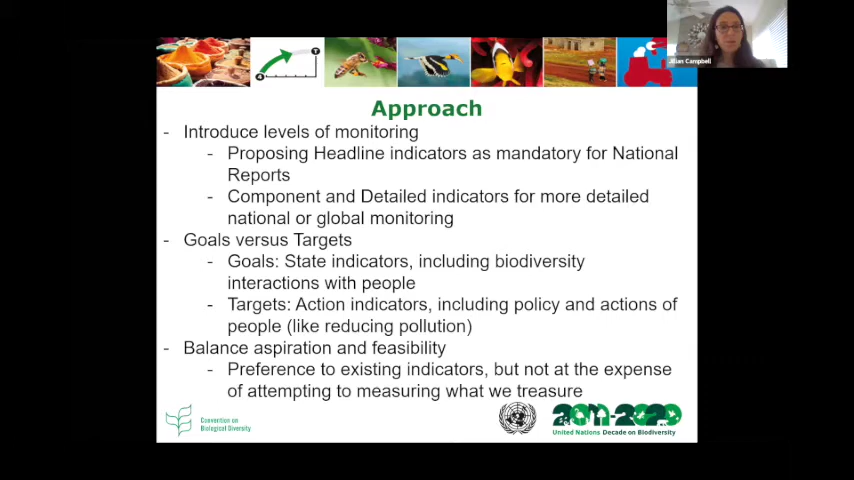 Jillian Campbell
Approach
- Introduce levels of monitoring
- Proposing Headline indicators as mandatory for National
Reports
- Component and Detailed indicators for more detailed
national or global monitoring
- Goals versus Targets
- Goals: State indicators, including biodiversity
interactions with people
- Targets: Action indicators, including policy and actions of
people (like reducing pollution)
- Balance aspiration and feasibility
- Preference to existing indicators, but not at the expense
of attempting to measuring what we treasure
Convention on
Biological Diversity
2011-2020
United Nations Decade on Biodiversity